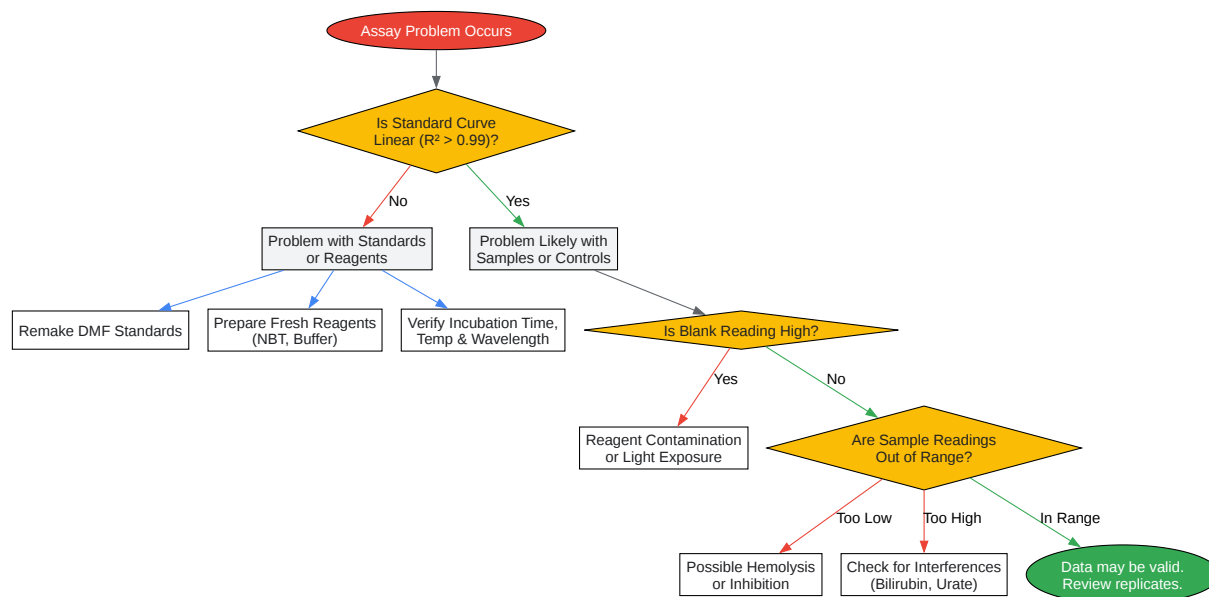 Assay Problem Occurs
Is Standard Curve
Linear (R² > 0.99)?
No
Yes
Problem with Standards
or Reagents
Problem Likely with
Samples or Controls
Remake DMF Standards
Prepare Fresh Reagents
(NBT, Buffer)
Verify Incubation Time,
Temp & Wavelength
Is Blank Reading High?
Yes
No
Reagent Contamination
or Light Exposure
Are Sample Readings
Out of Range?
Too Low
Too High
In Range
Possible Hemolysis
or Inhibition
Check for Interferences
(Bilirubin, Urate)
Data may be valid.
Review replicates.